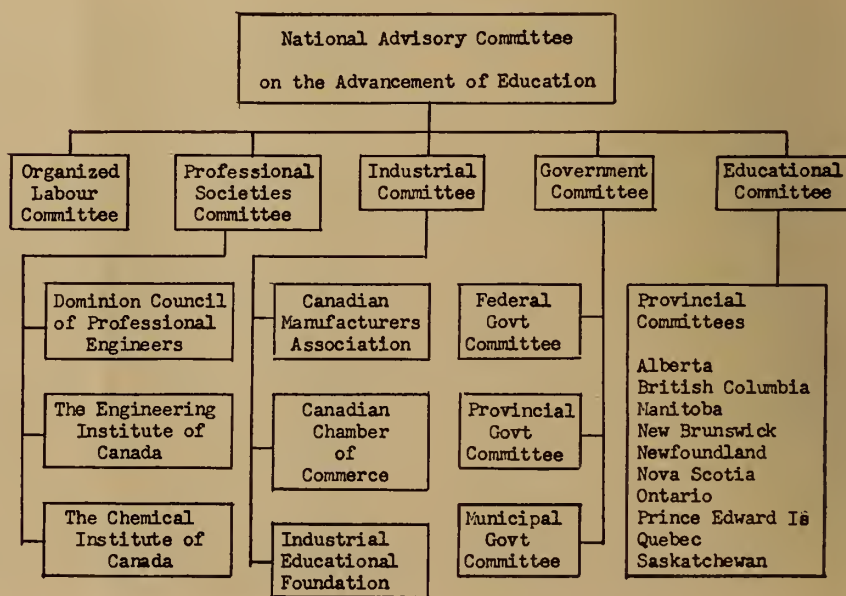 National Advisory Committee
on the Advancement of Education
Organized
Labour
Committee
Professional
Societies
Committee
Industrial
Committee
Government
Committee
Educational
Committee
Dominion Council
of Professional
Engineers
The Engineering
Institute of
Canada
The Chemical
Institute of
Canada
Canadian
Manufacturers
Association
Canadian
Chamber
of
Commerce
Industrial
Educational
Foundation
Federal
Govt
Committee
Provincial
Govt
Committee
Municipal
Govt
Committee
Provincial
Committees
Alberta
British Columbia
Manitoba
New Brunswick
Newfoundland
Nova Scotia
Ontario
Prince Edward Is
Quebec
Saskatchewan